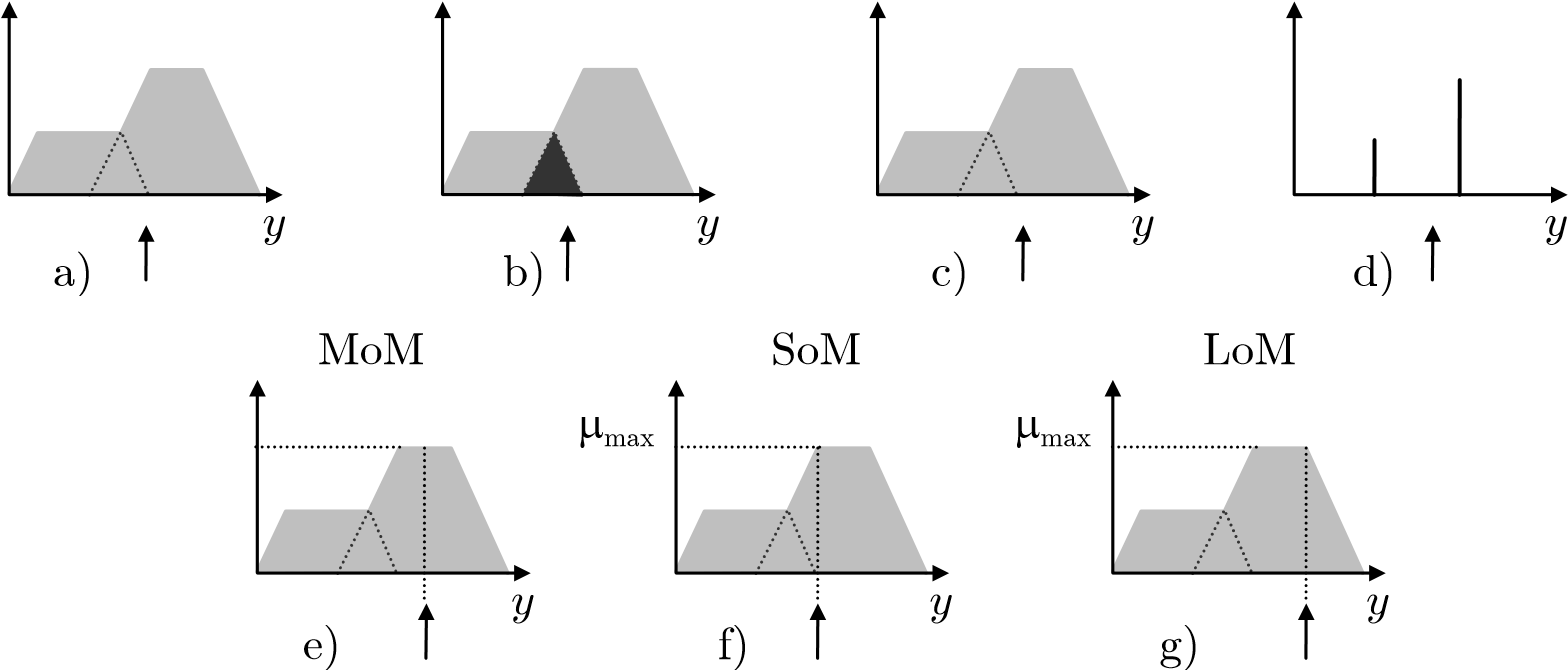 y y y y
a) b) c) d)
MoM SoM LoM
μmax μmax
y y y
e) f) g)